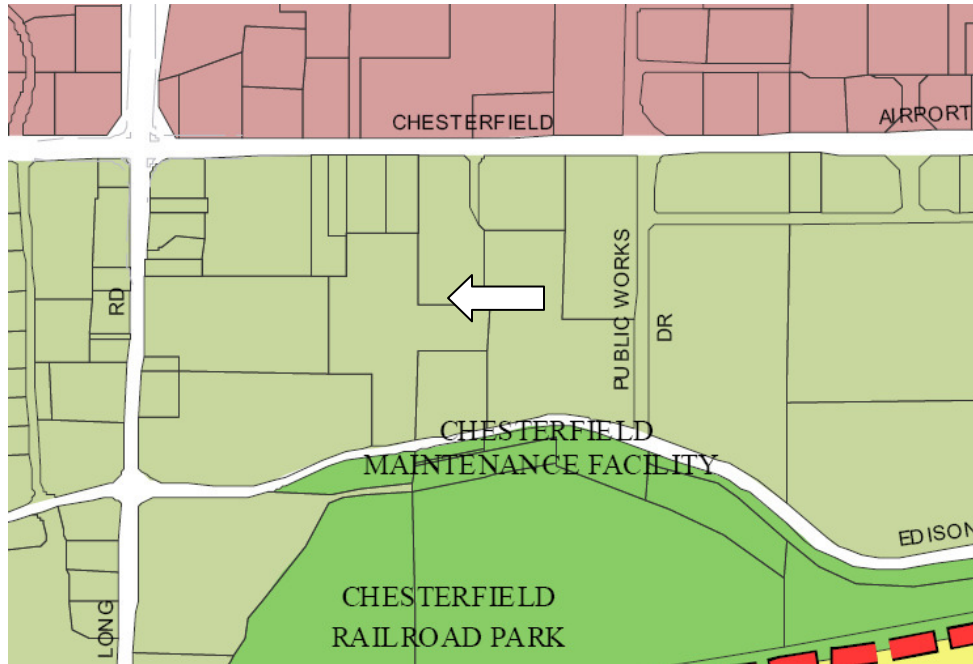 CHESTERFIELD
AIRPORT
RD
PUBLIC WORKS
DR
CHESTERFIELD
MAINTENANCE FACILITY
EDISON
CHESTERFIELD
RAILROAD PARK
LONG